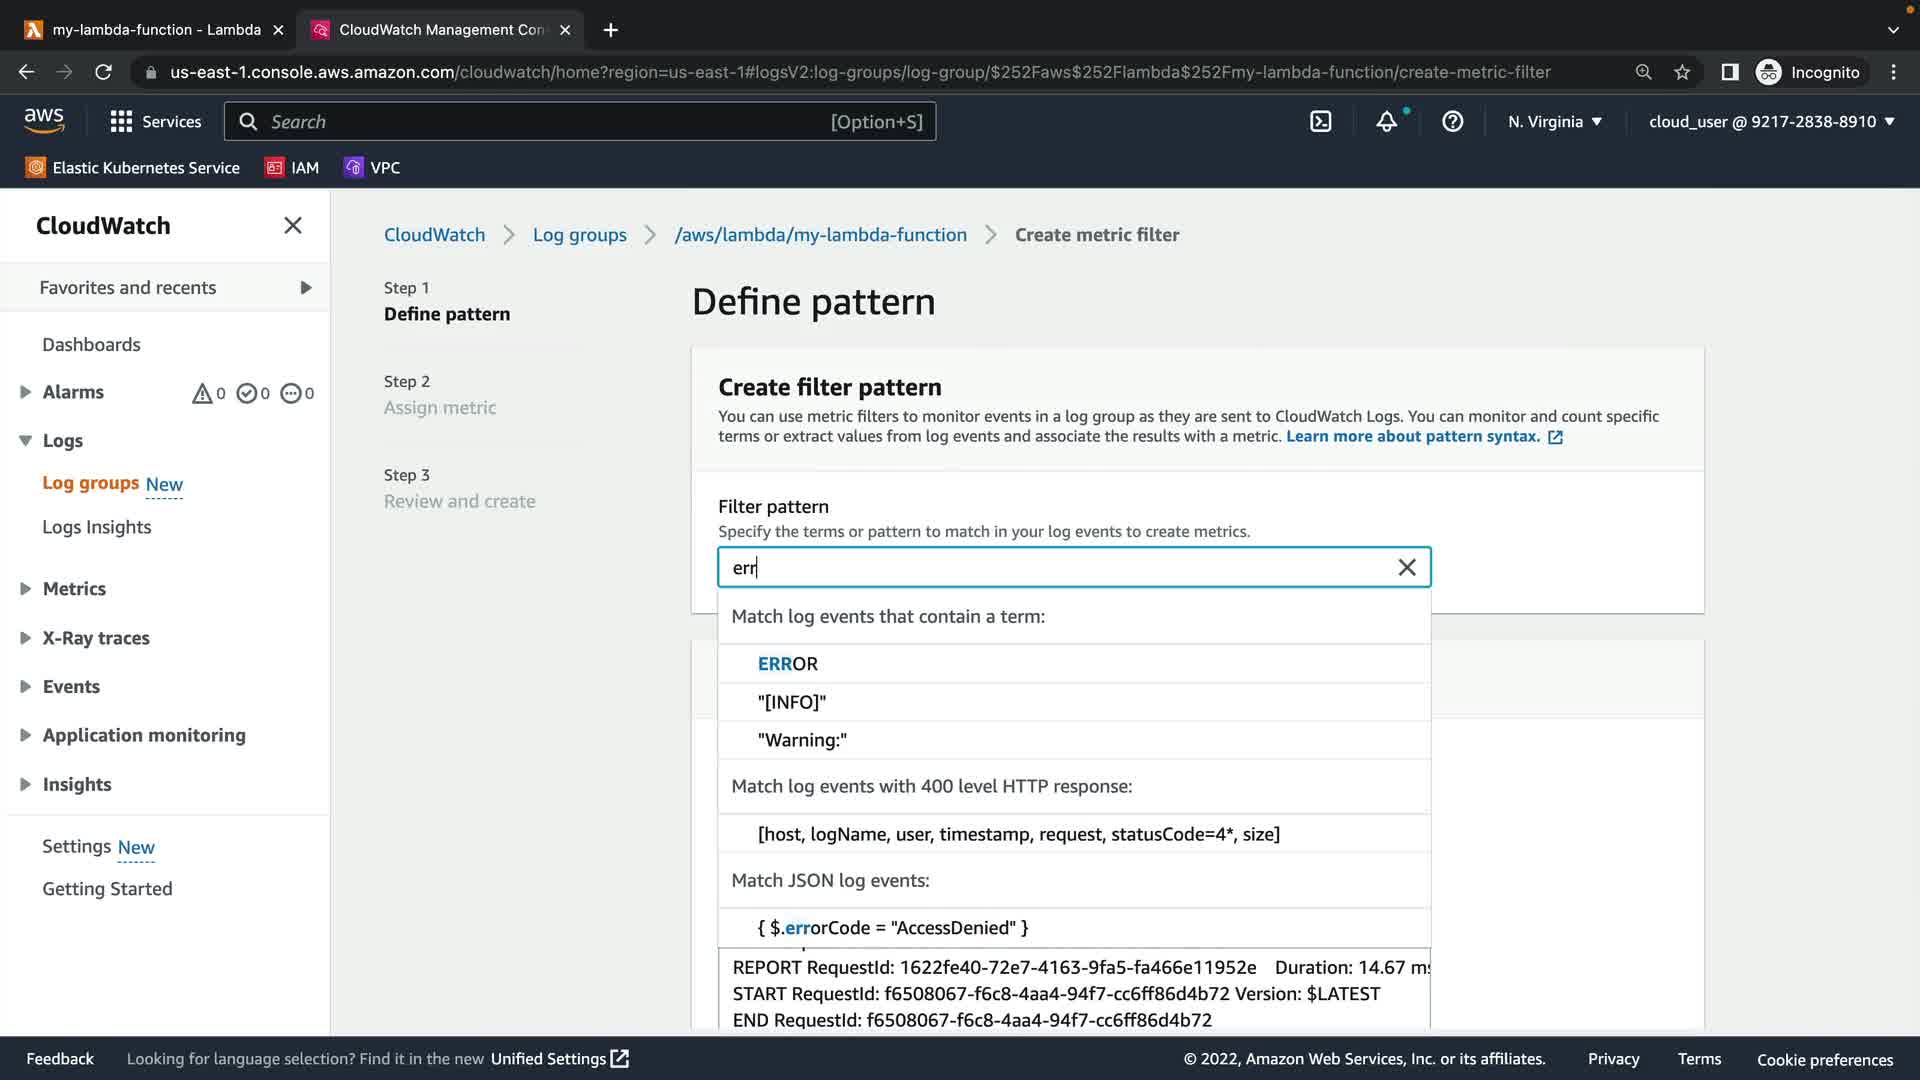 my-lambda-function - Lambda
CloudWatch Management Con
us-east-1.console.aws.amazon.com/cloudwatch/home?region=us-east-1#logsV2:log-groups/log-group/$252Faws$252Flambda$252Fmy-lambda-function/create-metric-filter
Incognito
aws
Services
Search
[Option+S]
N. Virginia
cloud_user @ 9217-2838-8910
Elastic Kubernetes Service
IAM
VPC
CloudWatch
Favorites and recents
Dashboards
Alarms 0 0 0
Logs
Log groups New
Logs Insights
Metrics
X-Ray traces
Events
Application monitoring
Insights
Settings New
Getting Started
CloudWatch
Log groups
/aws/lambda/my-lambda-function
Create metric filter
Step 1
Define pattern
Step 2
Assign metric
Step 3
Review and create
Define pattern
Create filter pattern
You can use metric filters to monitor events in a log group as they are sent to CloudWatch Logs. You can monitor and count specific
terms or extract values from log events and associate the results with a metric. Learn more about pattern syntax.
Filter pattern
Specify the terms or pattern to match in your log events to create metrics.
err
Match log events that contain a term:
ERROR
"[INFO]"
"Warning:"
Match log events with 400 level HTTP response:
[host, logName, user, timestamp, request, statusCode=4*, size]
Match JSON log events:
{ $.errorCode = "AccessDenied" }
REPORT RequestId: 1622fe40-72e7-4163-9fa5-fa466e11952e Duration: 14.67 ms
START RequestId: f6508067-f6c8-4aa4-94f7-cc6ff86d4b72 Version: $LATEST
END RequestId: f6508067-f6c8-4aa4-94f7-cc6ff86d4b72
Feedback
Looking for language selection? Find it in the new Unified Settings
© 2022, Amazon Web Services, Inc. or its affiliates.
Privacy
Terms
Cookie preferences